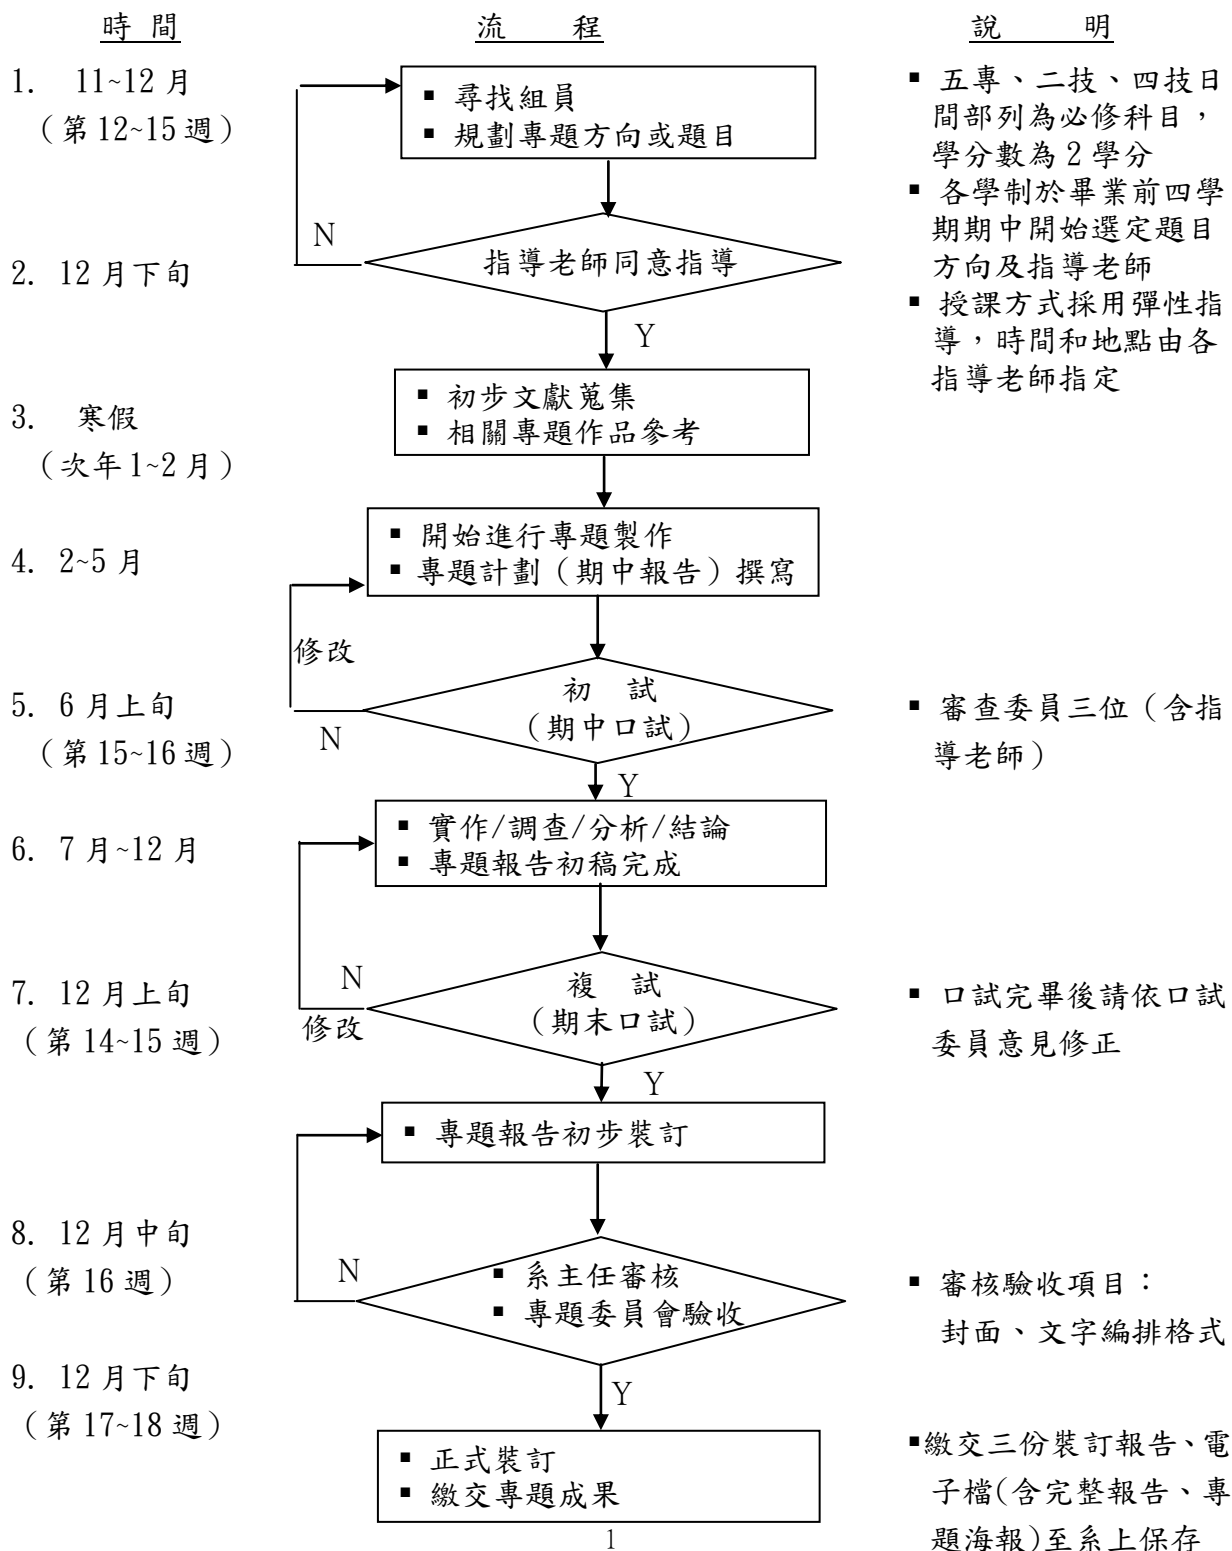 時 間
流 程
說 明
1. 11~12 月
（第 12~15 週）
▪ 尋找組員
▪ 規劃專題方向或題目
▪ 五專、二技、四技日
間部列為必修科目，
學分數為 2 學分
▪ 各學制於畢業前四學
期期中開始選定題目
方向及指導老師
▪ 授課方式採用彈性指
導，時間和地點由各
指導老師指定
N
2. 12 月下旬
指導老師同意指導
Y
3. 寒假
（次年 1~2 月）
▪ 初步文獻蒐集
▪ 相關專題作品參考
4. 2~5 月
▪ 開始進行專題製作
▪ 專題計劃（期中報告）撰寫
修改
5. 6 月上旬
（第 15~16 週）
初 試
(期中口試)
N
▪ 審查委員三位（含指
導老師）
Y
6. 7 月~12 月
▪ 實作/調查/分析/結論
▪ 專題報告初稿完成
7. 12 月上旬
（第 14~15 週）
N
修改
複 試
(期末口試)
▪ 口試完畢後請依口試
委員意見修正
Y
▪ 專題報告初步裝訂
8. 12 月中旬
（第 16 週）
N
▪ 系主任審核
▪ 專題委員會驗收
▪ 審核驗收項目：
封面、文字編排格式
9. 12 月下旬
（第 17~18 週）
Y
▪ 正式裝訂
▪ 繳交專題成果
▪繳交三份裝訂報告、電
子檔(含完整報告、專
題海報)至系上保存
1